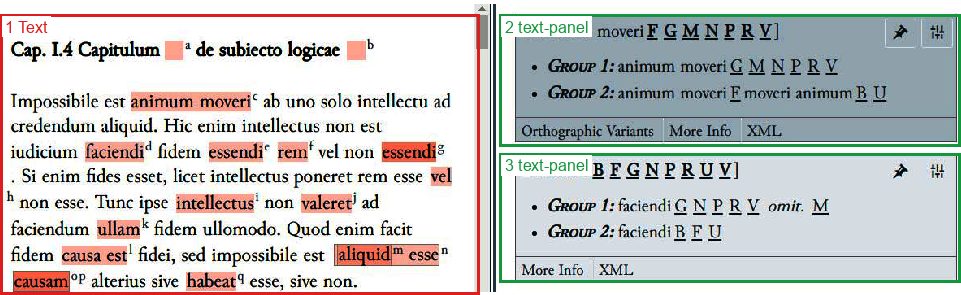 1 Text
Cap. I.4 Capitulum a de subiecto logicae b
Impossibile est animum moveri c ab uno solo intellectu ad
credendum aliquid. Hic enim intellectus non est
iudicium faciendi d fidem essendi e rem f vel non essendi g
. Si enim fides esset, licet intellectus poneret rem esse vel
h non esse. Tunc ipse intellectus i non valeret j ad
faciendum ullam k fidem ullomodo. Quod enim facit
fidem causa est l fidei, sed impossibile est aliquid m esse n
causam op alterius sive habeat q esse, sive non.
2 text-panel moveri F G M N P R V]
• GROUP 1: animum moveri G M N P R V
• GROUP 2: animum moveri F moveri animum B U
Orthographic Variants More Info XML
3 text-panel B F G N P R U V]
• GROUP 1: faciendi G N P R V omit. M
• GROUP 2: faciendi B F U
More Info XML